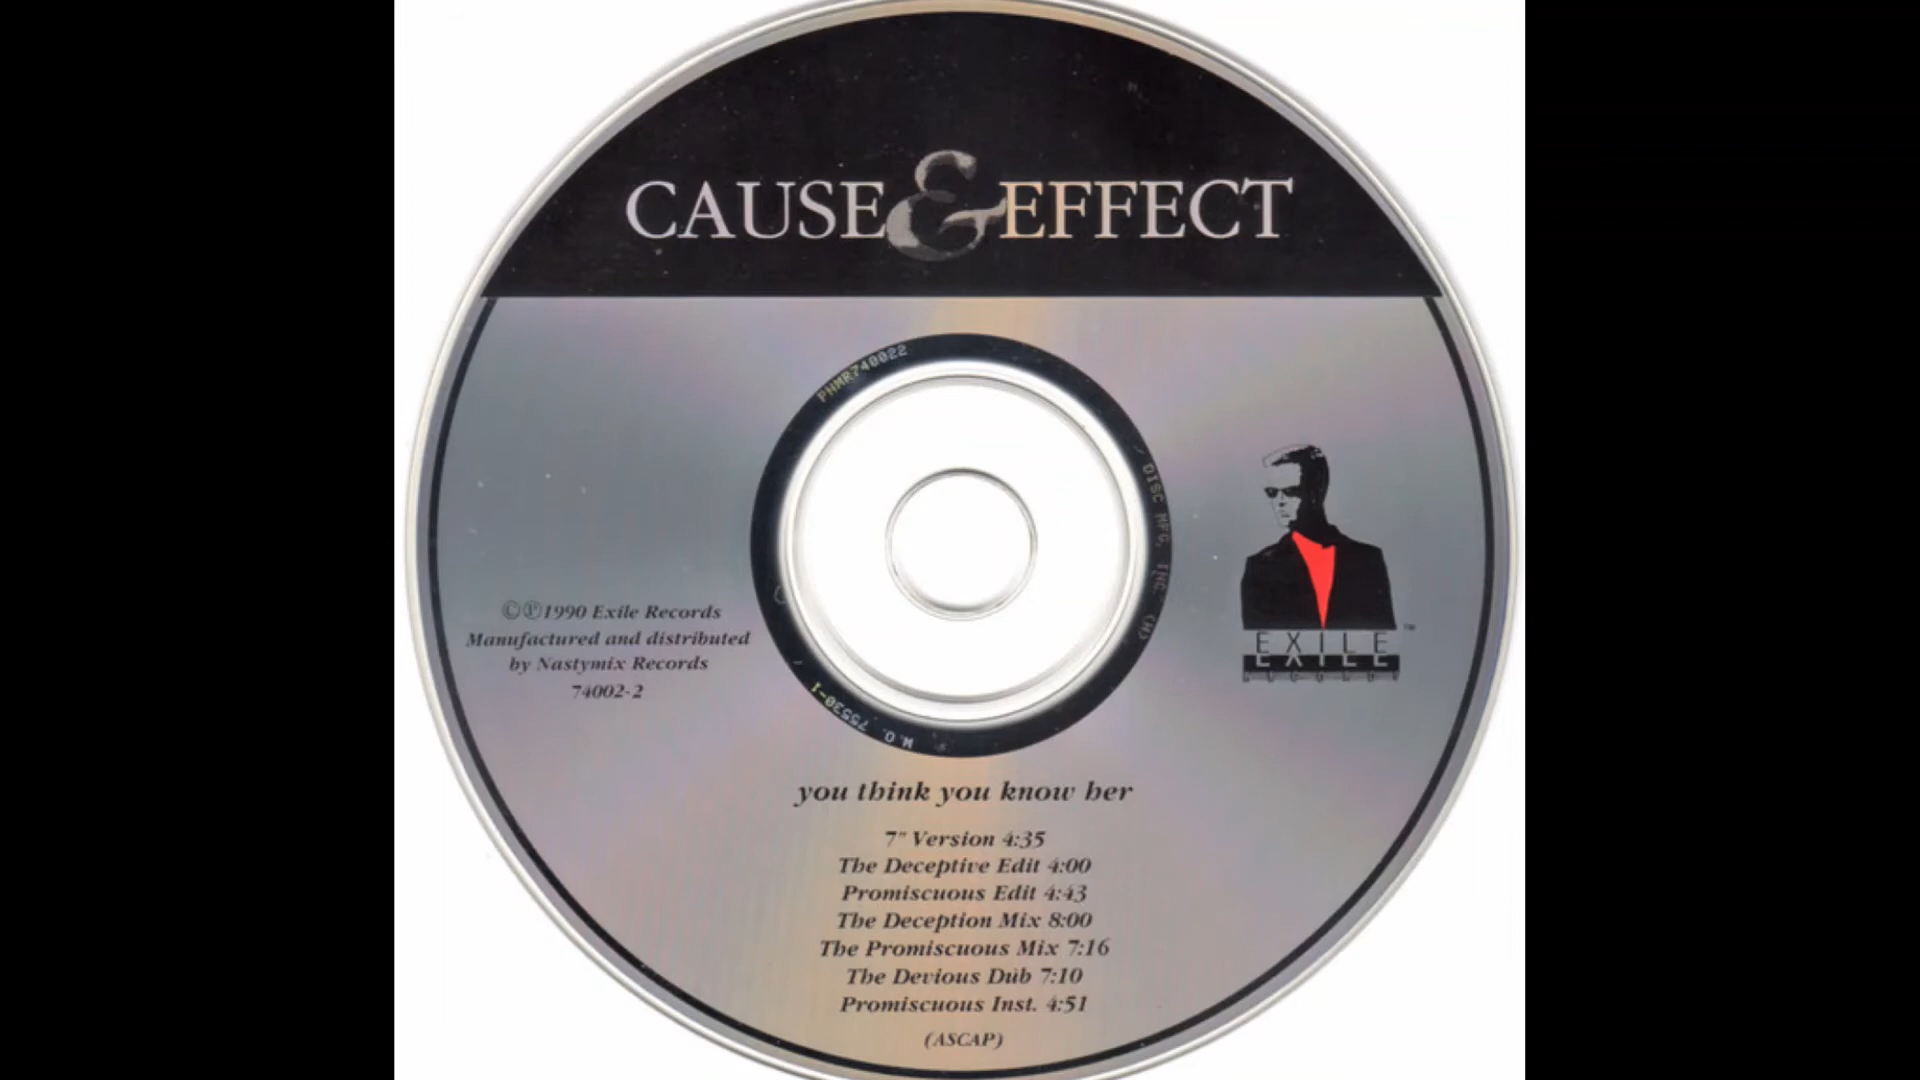 CAUSE & EFFECT
PHMR740022
/ DISC MFG, INC. (H)
W.O. 75530-1
©℗1990 Exile Records
Manufactured and distributed
by Nastymix Records
74002-2
EXILE
™
you think you know her
7" Version 4:35
The Deceptive Edit 4:00
Promiscuous Edit 4:43
The Deception Mix 8:00
The Promiscuous Mix 7:16
The Devious Dub 7:10
Promiscuous Inst. 4:51
(ASCAP)